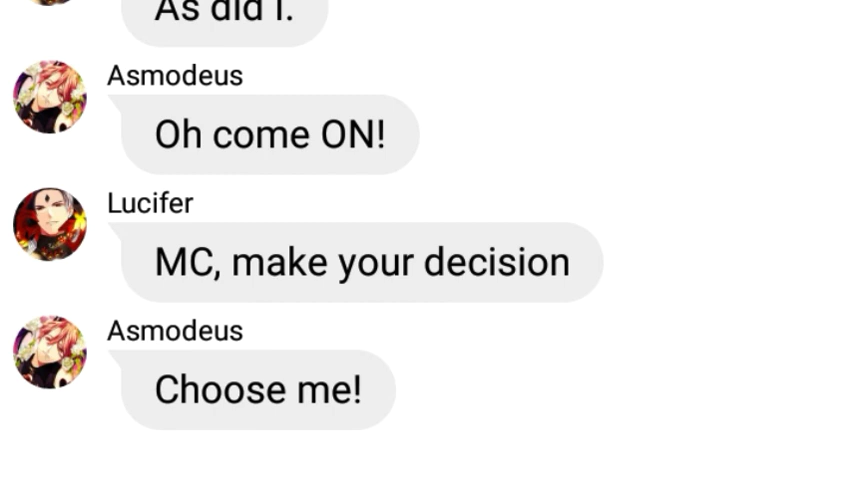 As did I.
Asmodeus
Oh come ON!
Lucifer
MC, make your decision
Asmodeus
Choose me!